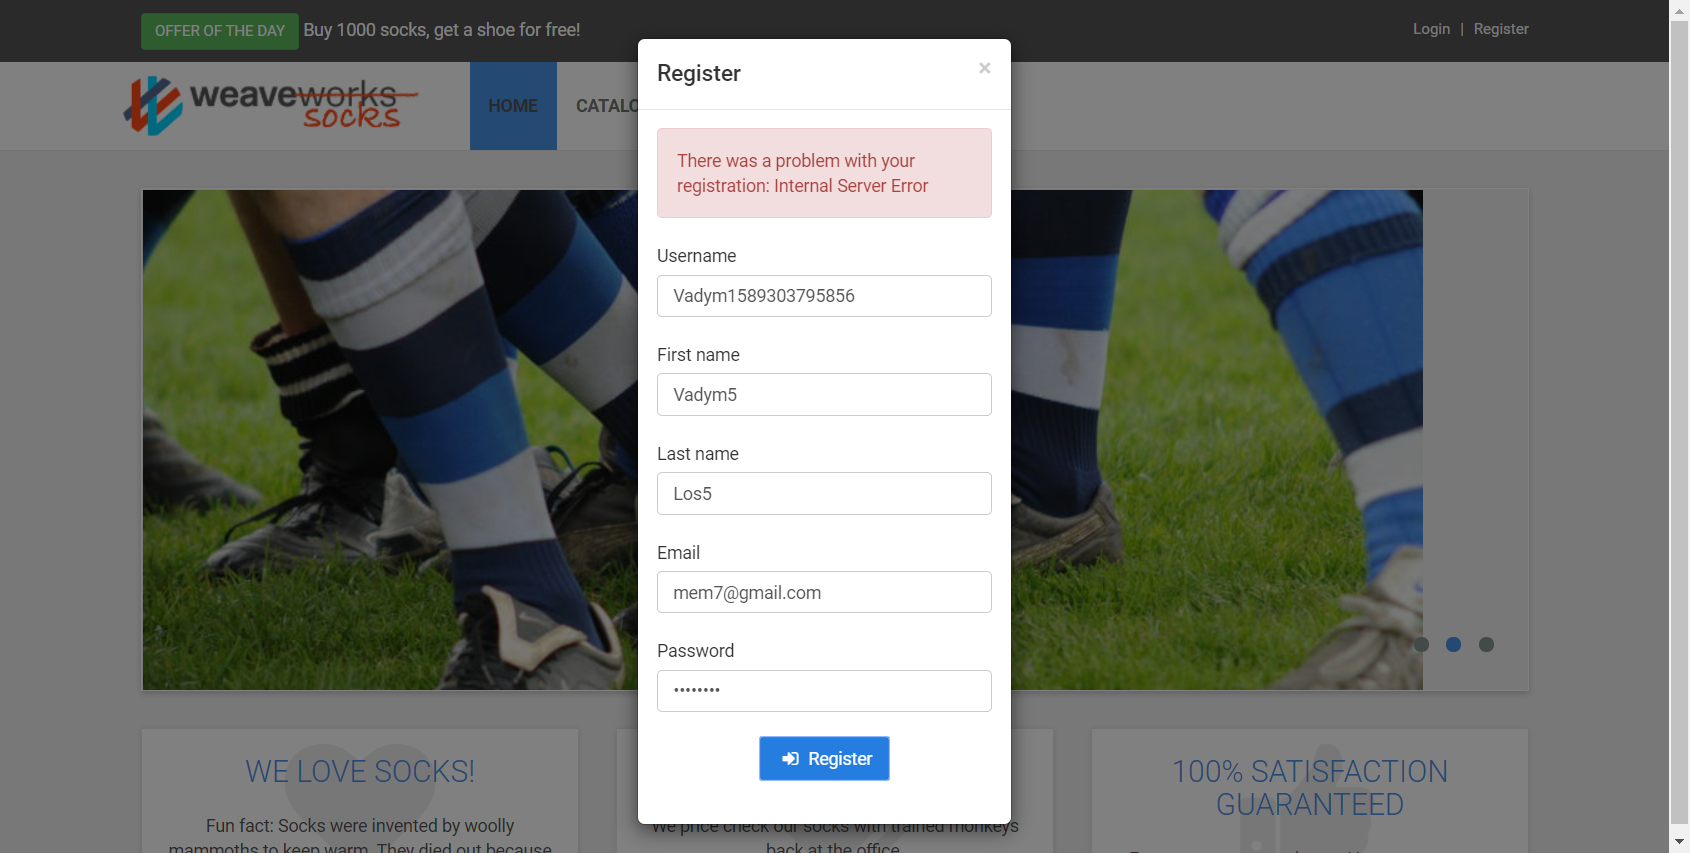 OFFER OF THE DAY Buy 1000 socks, get a shoe for free!
Login | Register
weaveworks
socks
HOME CATALO
Register ×
There was a problem with your
registration: Internal Server Error
Username
Vadym1589303795856
First name
Vadym5
Last name
Los5
Email
mem7@gmail.com
Password
••••••••
Register
WE LOVE SOCKS!
Fun fact: Socks were invented by woolly
mammoths to keep warm. They died out because
We price check our socks with trained monkeys
back at the office
100% SATISFACTION
GUARANTEED